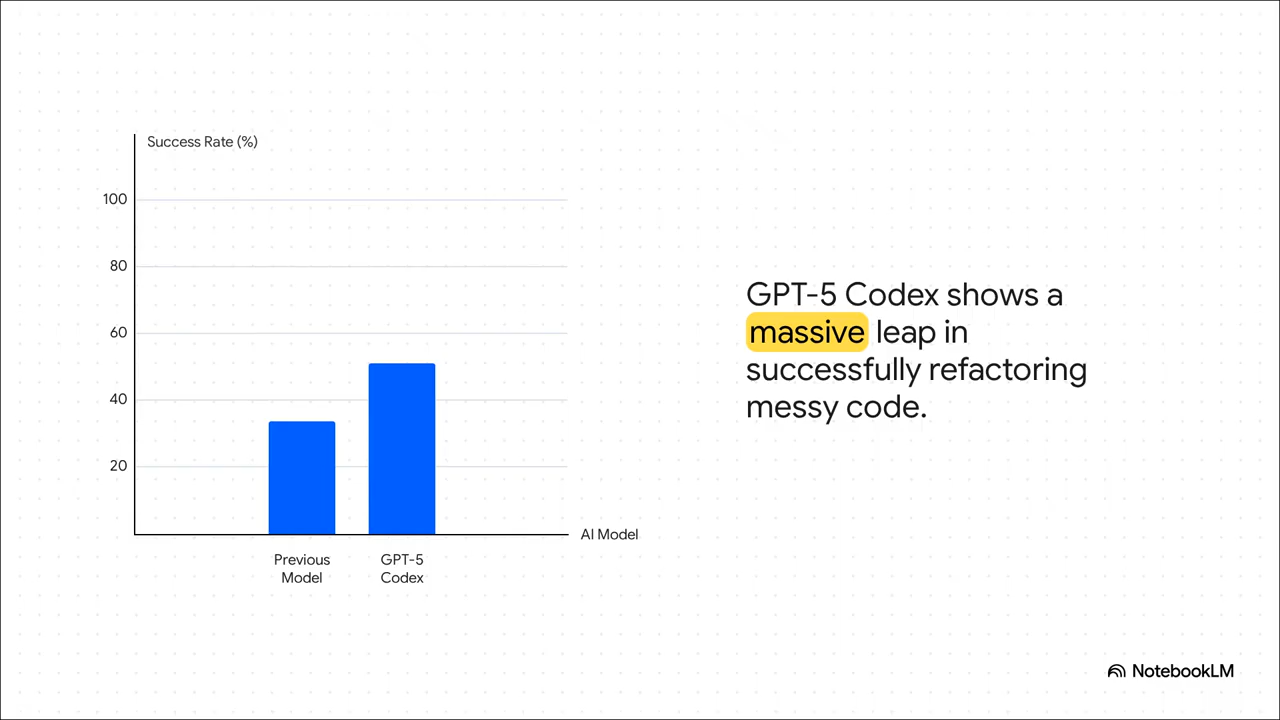 Success Rate (%)
100
80
60
40
20
AI Model
Previous
Model
GPT-5
Codex
GPT-5 Codex shows a
massive leap in
successfully refactoring
messy code.
NotebookLM